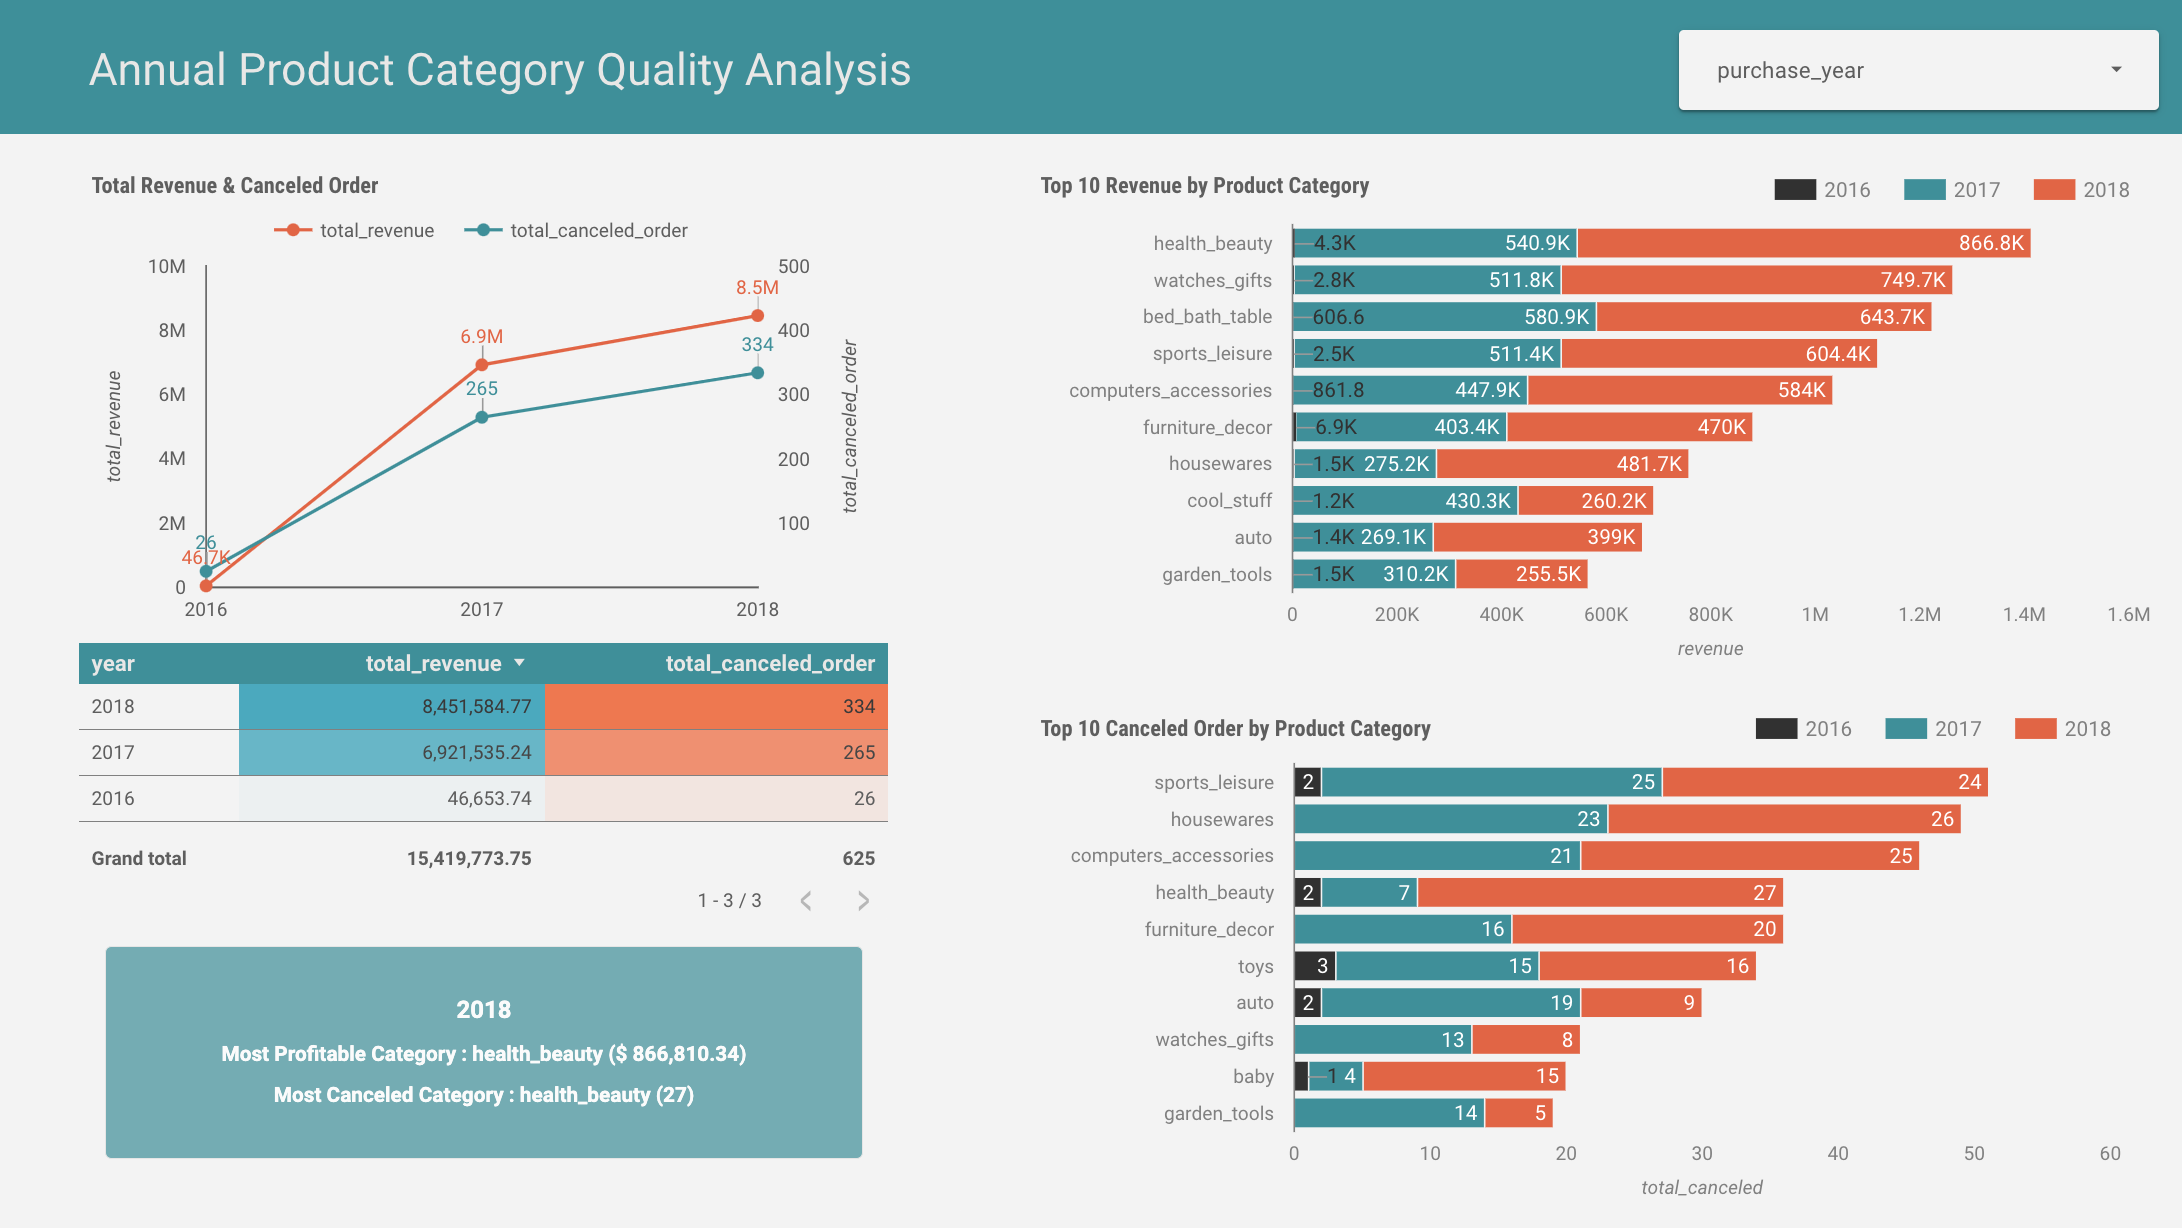 Annual Product Category Quality Analysis
purchase_year
Total Revenue & Canceled Order
total_revenue total_canceled_order
10M 500
8.5M
8M 400
6.9M
334
6M 300
265
4M 200
2M 100
26
46.7K
0
2016 2017 2018
total_revenue
total_canceled_order
year total_revenue total_canceled_order
2018 8,451,584.77 334
2017 6,921,535.24 265
2016 46,653.74 26
Grand total 15,419,773.75 625
1 - 3 / 3
2018
Most Profitable Category : health_beauty ($ 866,810.34)
Most Canceled Category : health_beauty (27)
Top 10 Revenue by Product Category
2016 2017 2018
health_beauty 4.3K 540.9K 866.8K
watches_gifts 2.8K 511.8K 749.7K
bed_bath_table 606.6 580.9K 643.7K
sports_leisure 2.5K 511.4K 604.4K
computers_accessories 861.8 447.9K 584K
furniture_decor 6.9K 403.4K 470K
housewares 1.5K 275.2K 481.7K
cool_stuff 1.2K 430.3K 260.2K
auto 1.4K 269.1K 399K
garden_tools 1.5K 310.2K 255.5K
0 200K 400K 600K 800K 1M 1.2M 1.4M 1.6M
revenue
Top 10 Canceled Order by Product Category
2016 2017 2018
sports_leisure 2 25 24
housewares 23 26
computers_accessories 21 25
health_beauty 2 7 27
furniture_decor 16 20
toys 3 15 16
auto 2 19 9
watches_gifts 13 8
baby 1 4 15
garden_tools 14 5
0 10 20 30 40 50 60
total_canceled